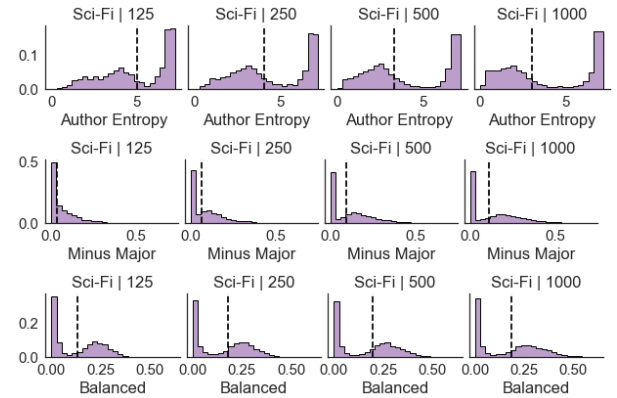 Sci-Fi | 125 Sci-Fi | 250 Sci-Fi | 500 Sci-Fi | 1000
0.1
0.0
0 5 0 5 0 5 0 5
Author Entropy Author Entropy Author Entropy Author Entropy
Sci-Fi | 125 Sci-Fi | 250 Sci-Fi | 500 Sci-Fi | 1000
0.5
0.0
0.0 0.5 0.0 0.5 0.0 0.5 0.0 0.5
Minus Major Minus Major Minus Major Minus Major
Sci-Fi | 125 Sci-Fi | 250 Sci-Fi | 500 Sci-Fi | 1000
0.2
0.0
0.00 0.25 0.50 0.00 0.25 0.50 0.00 0.25 0.50 0.00 0.25 0.50
Balanced Balanced Balanced Balanced